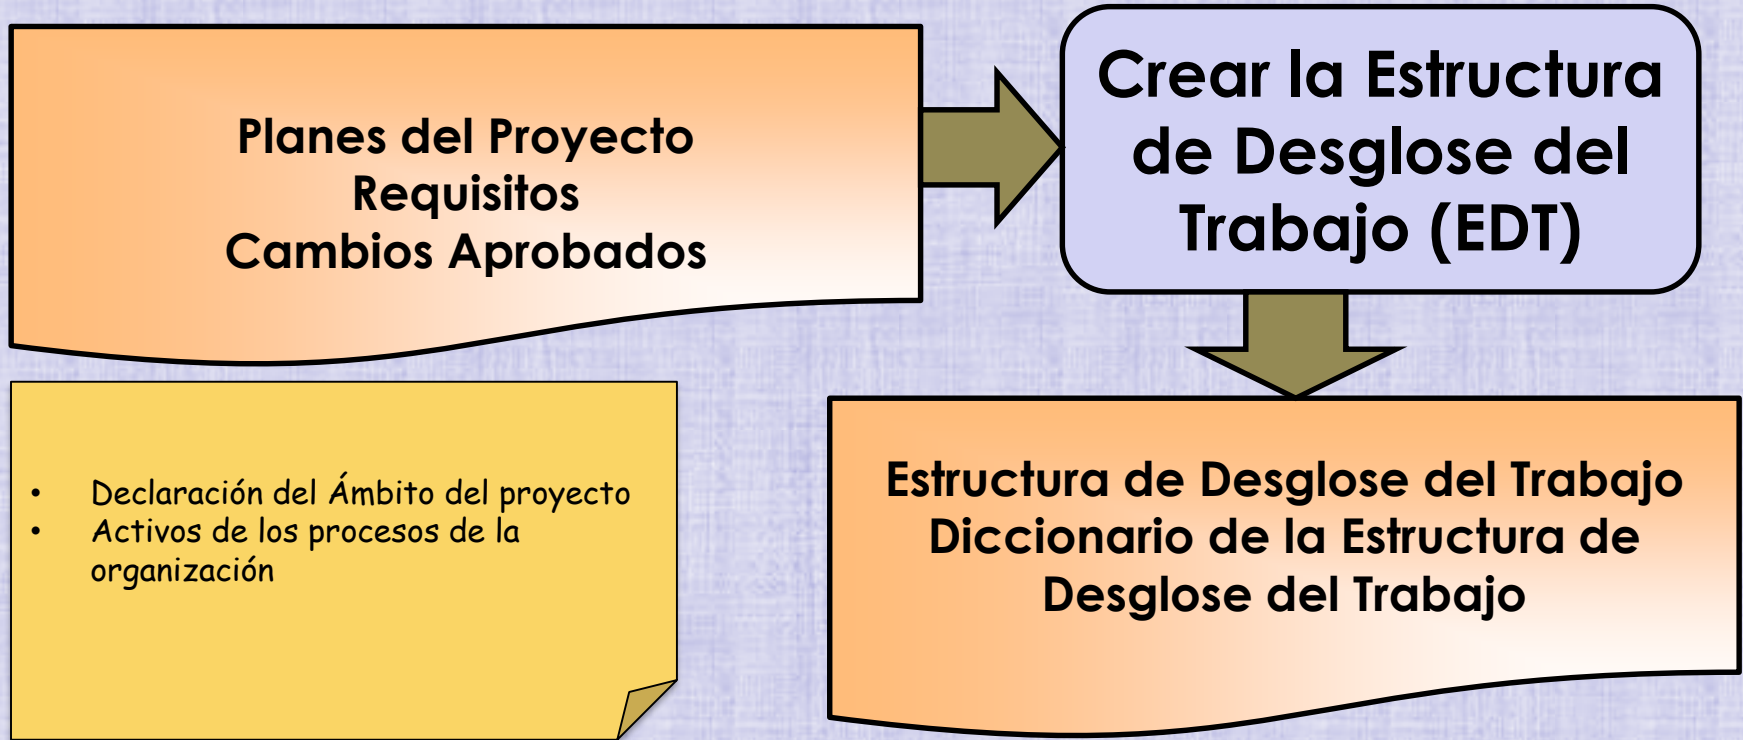 Planes del Proyecto
Requisitos
Cambios Aprobados
Crear la Estructura
de Desglose del
Trabajo (EDT)
• Declaración del Ámbito del proyecto
• Activos de los procesos de la
organización
Estructura de Desglose del Trabajo
Diccionario de la Estructura de
Desglose del Trabajo